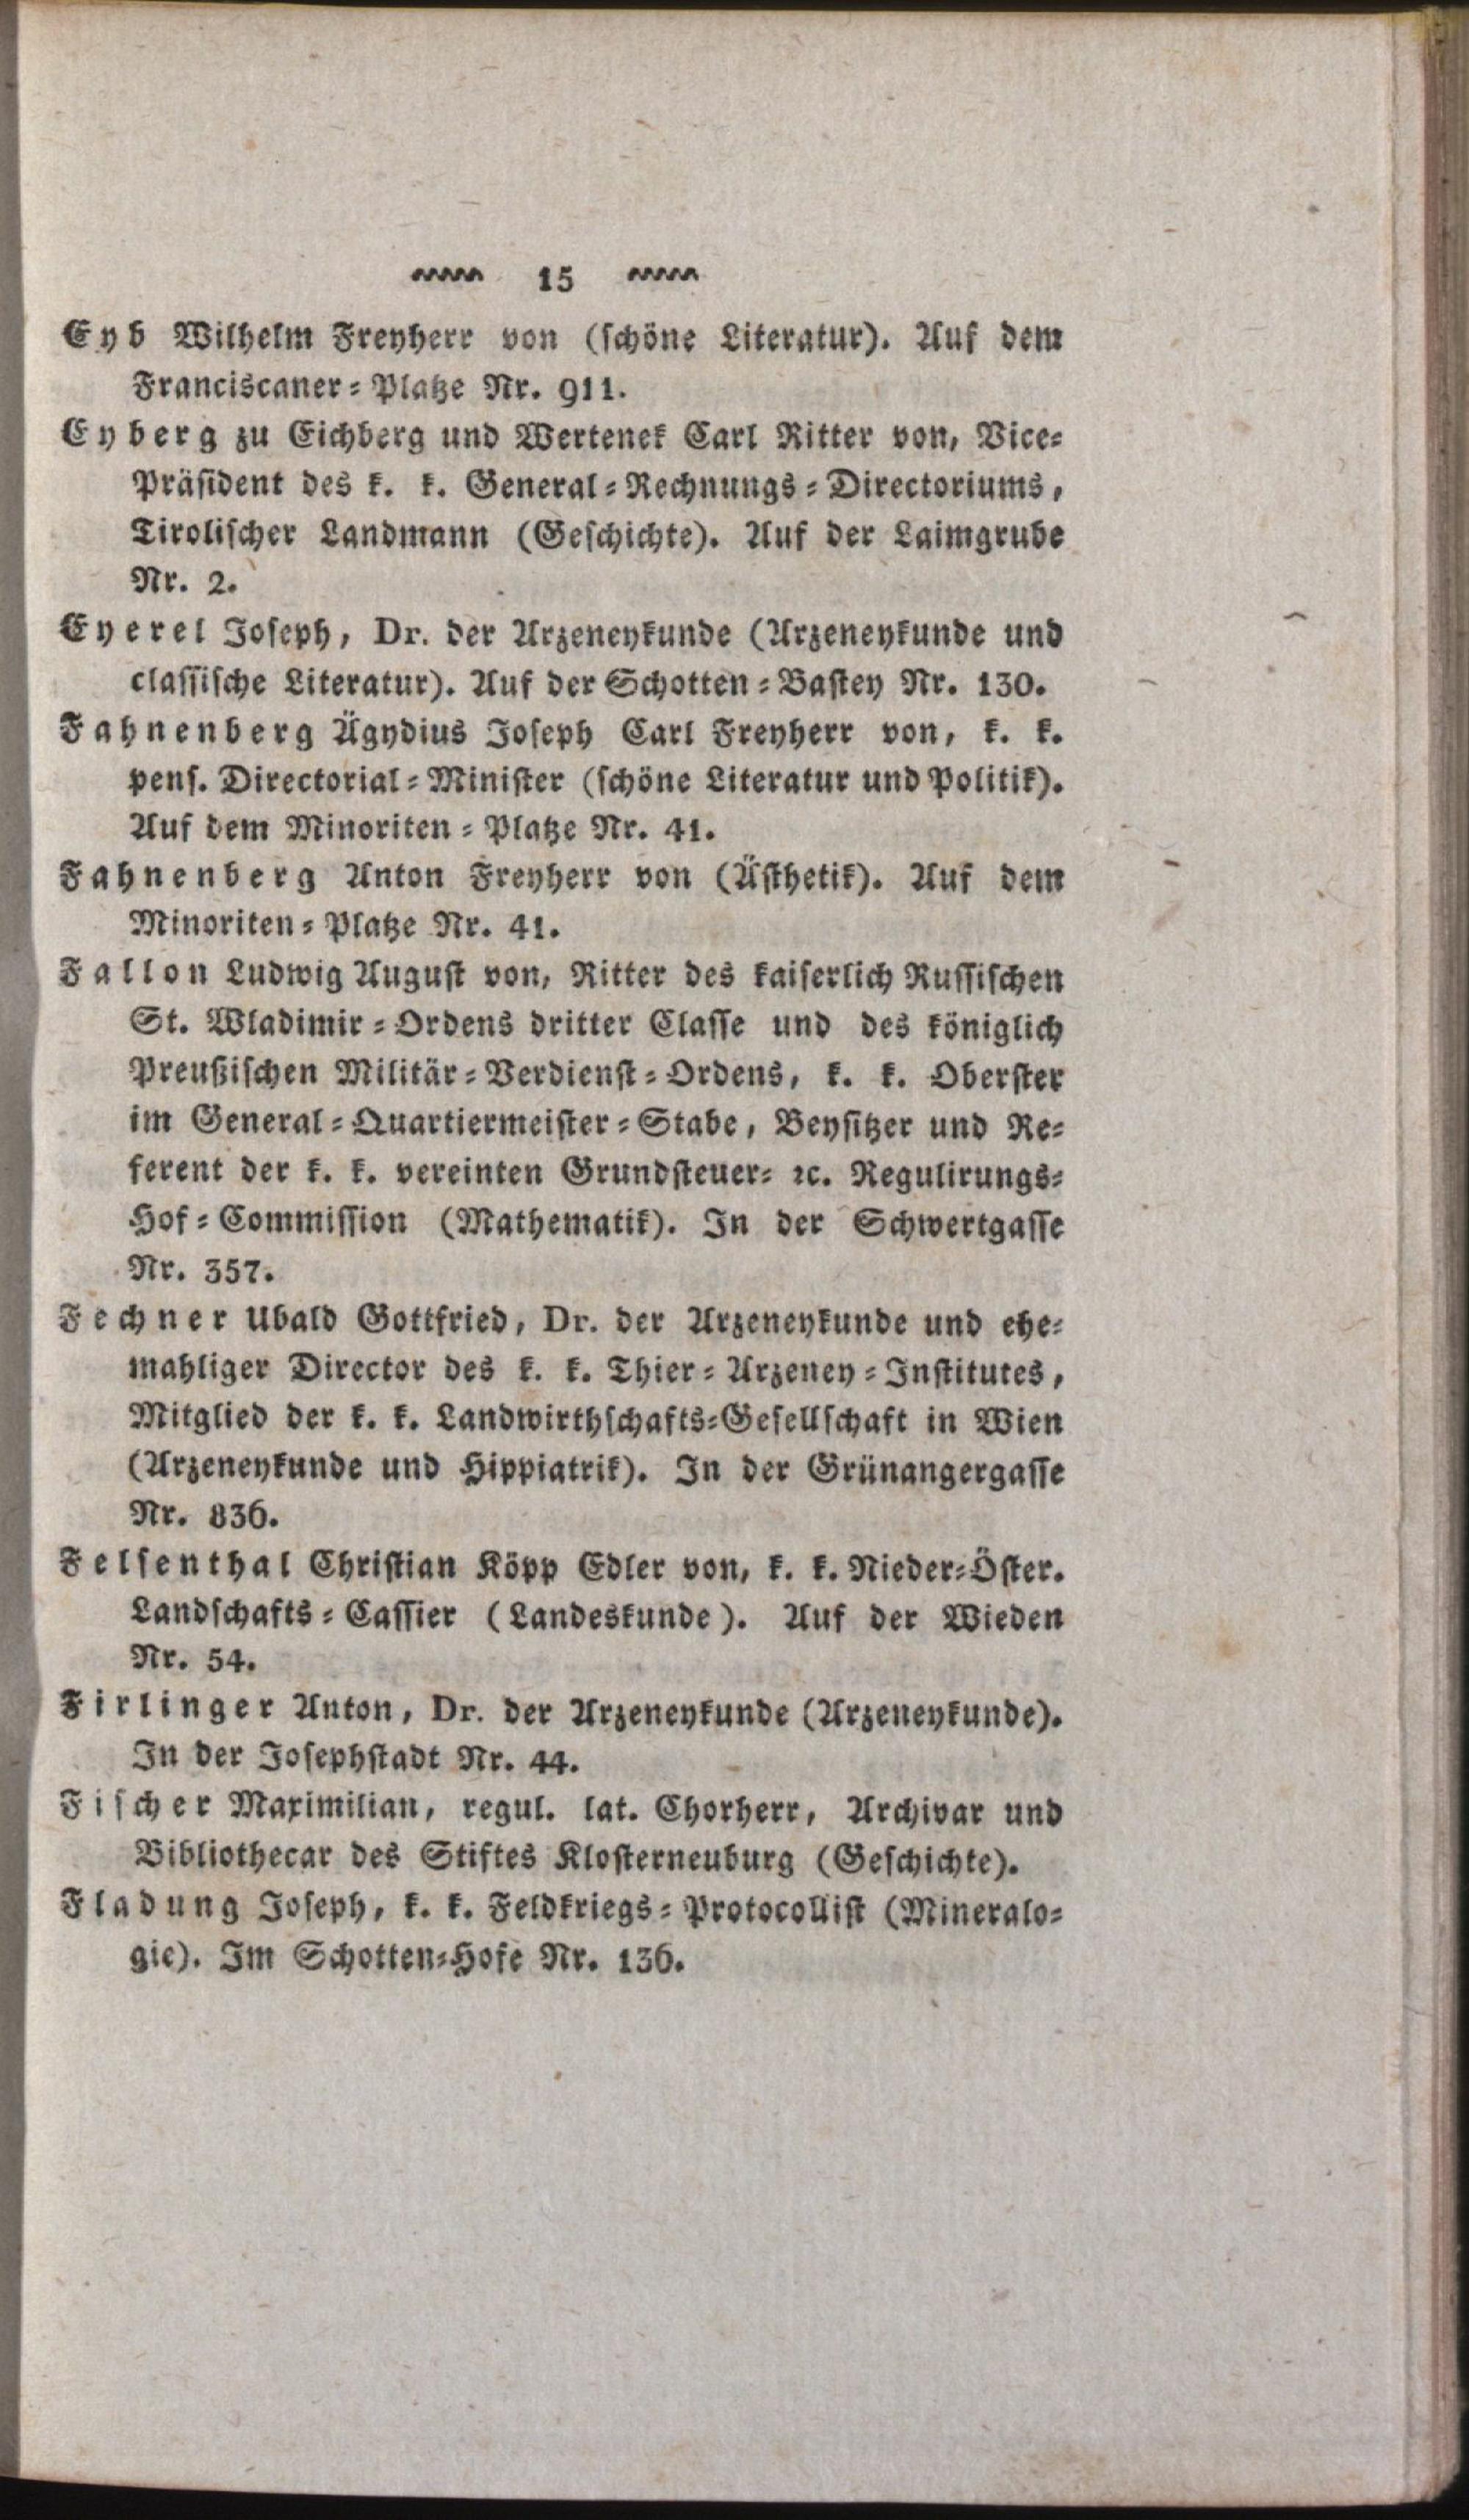 15
Eyb Wilhelm Freyherr von (schöne Literatur). Auf dem
Franciscaner-Platze Nr. 911.
Eyberg zu Eichberg und Wertenek Carl Ritter von, Vice-
Präsident des k. k. General-Rechnungs-Directoriums,
Tirolischer Landmann (Geschichte). Auf der Laimgrube
Nr. 2.
Eyerel Joseph, Dr. der Arzeneykunde (Arzeneykunde und
classische Literatur). Auf der Schotten-Bastey Nr. 130.
Fahnenberg Ägydius Joseph Carl Freyherr von, k. k.
pens. Directorial-Minister (schöne Literatur und Politik).
Auf dem Minoriten-Platze Nr. 41.
Fahnenberg Anton Freyherr von (Ästhetik). Auf dem
Minoriten-Platze Nr. 41.
Fallon Ludwig August von, Ritter des kaiserlich Russischen
St. Wladimir-Ordens dritter Classe und des königlich
Preußischen Militär-Verdienst-Ordens, k. k. Oberster
im General-Quartiermeister-Stabe, Beysitzer und Re-
ferent der k. k. vereinten Grundsteuer- ꝛc. Regulirungs-
Hof-Commission (Mathematik). In der Schwertgasse
Nr. 357.
Fechner Ubald Gottfried, Dr. der Arzeneykunde und ehe-
mahliger Director des k. k. Thier-Arzeney-Institutes,
Mitglied der k. k. Landwirthschafts-Gesellschaft in Wien
(Arzeneykunde und Hippiatrik). In der Grünangergasse
Nr. 836.
Felsenthal Christian Köpp Edler von, k. k. Nieder-Öster.
Landschafts-Cassier (Landeskunde). Auf der Wieden
Nr. 54.
Firlinger Anton, Dr. der Arzeneykunde (Arzeneykunde).
In der Josephstadt Nr. 44.
Fischer Maximilian, regul. lat. Chorherr, Archivar und
Bibliothecar des Stiftes Klosterneuburg (Geschichte).
Fladung Joseph, k. k. Feldkriegs-Protocollist (Mineralo-
gie). Im Schotten-Hofe Nr. 136.